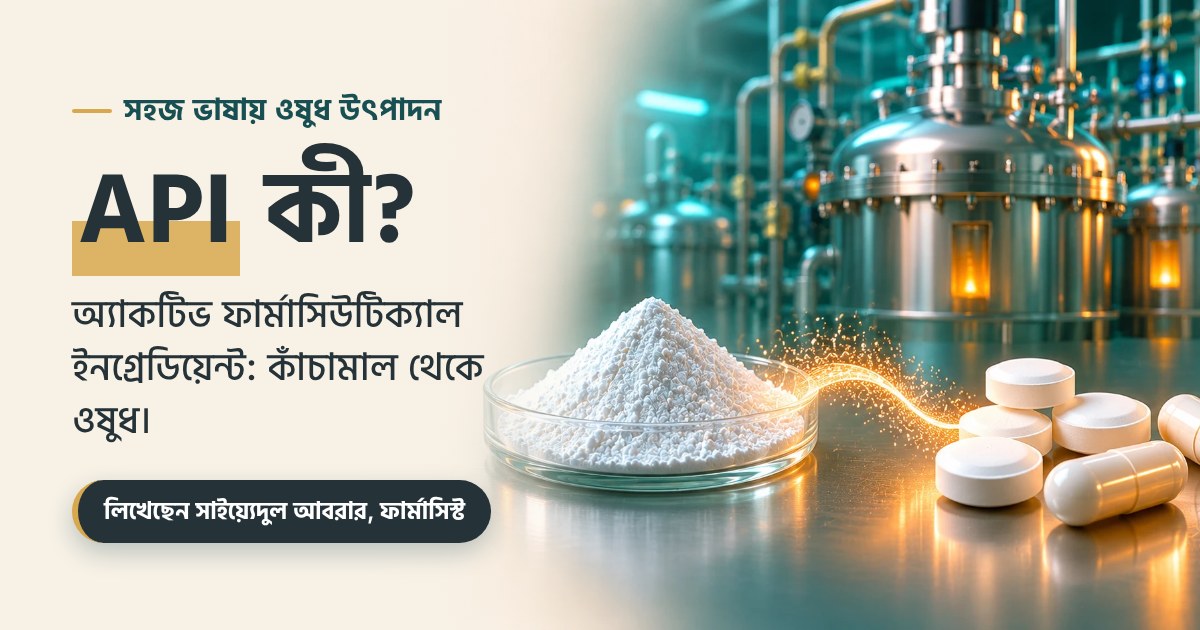 সহজ ভাষায় ওষুধ উৎপাদন
API কী?
অ্যাকটিভ ফার্মাসিউটিক্যাল
ইনগ্রেডিয়েন্ট: কাঁচামাল থেকে
ওষুধ।
লিখেছেন সাইয়্যেদুল আবরার, ফার্মাসিস্ট